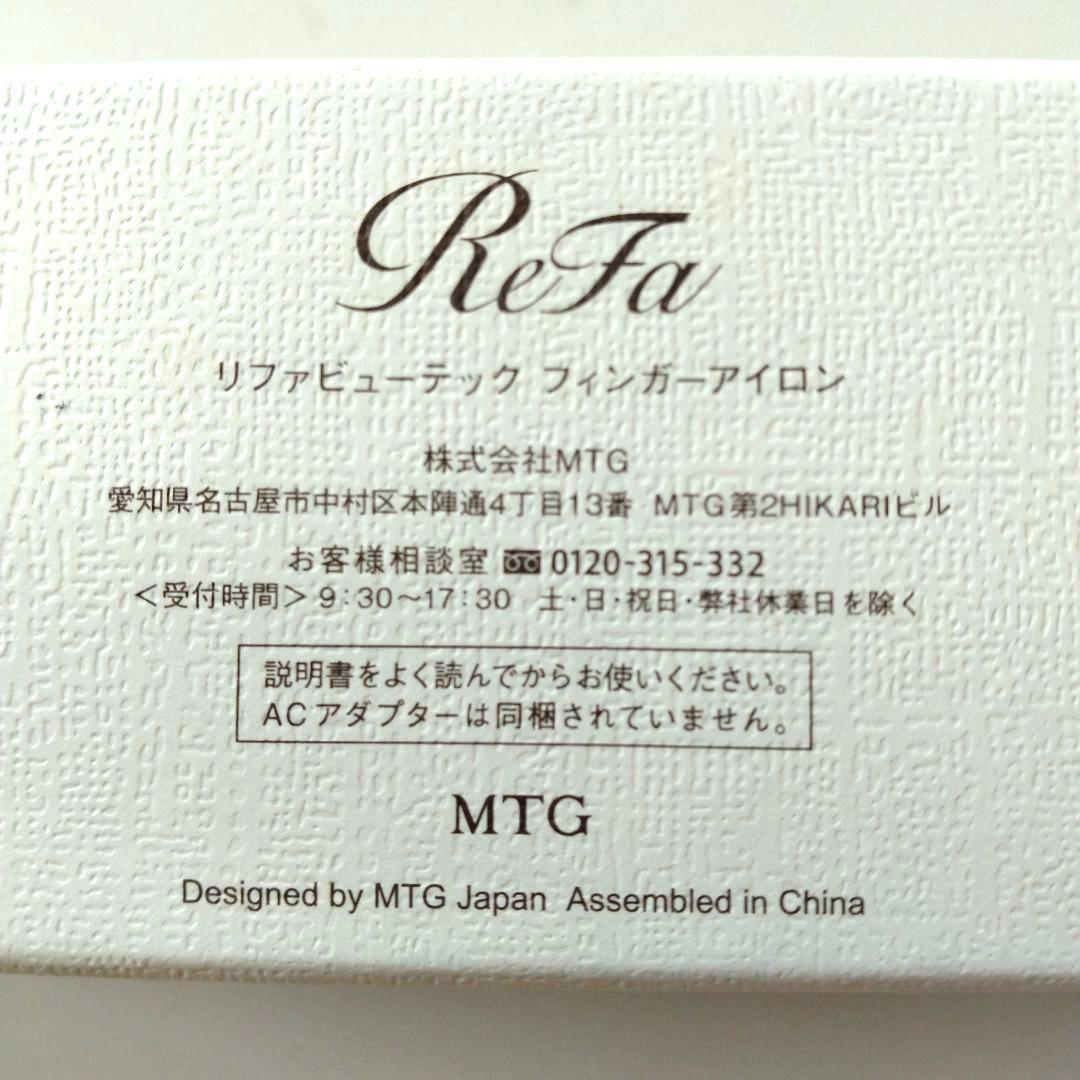 ReFa
リファビューテック フィンガーアイロン
株式会社MTG
愛知県名古屋市中村区本陣通4丁目13番 MTG第2HIKARIビル
お客様相談室 0120-315-332
＜受付時間＞9:30〜17:30 土・日・祝日・弊社休業日を除く
説明書をよく読んでからお使いください。
ACアダプターは同梱されていません。
MTG
Designed by MTG Japan Assembled in China